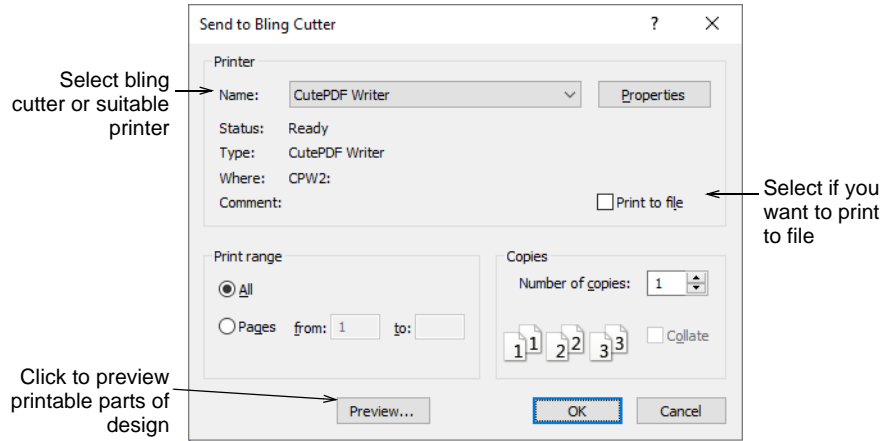 Send to Bling Cutter ? ×
Printer
Select bling
cutter or suitable
printer
Name: CutePDF Writer Properties
Status: Ready
Type: CutePDF Writer
Where: CPW2:
Comment: Print to file
Select if you
want to print
to file
Print range
All
Pages from: 1 to:
Copies
Number of copies: 1
1 1 2 2 3 3 Collate
Click to preview
printable parts of
design
Preview... OK Cancel